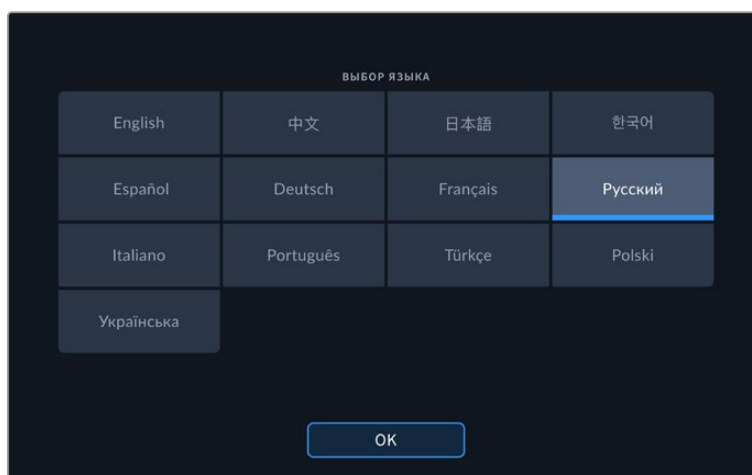 ВЫБОР ЯЗЫКА
English 中文 日本語 한국어
Español Deutsch Français Русский
Italiano Português Türkçe Polski
Українська
OK